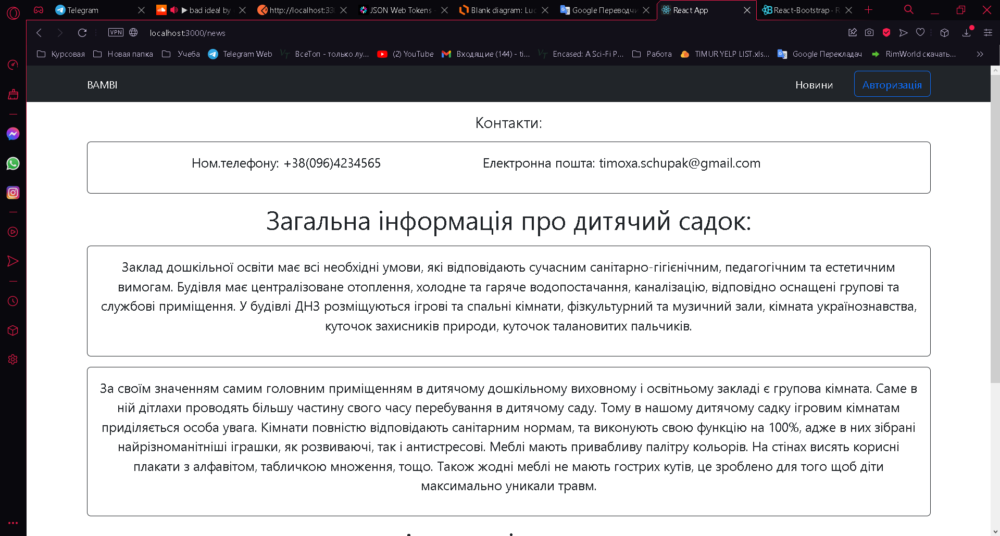 Telegram
bad idea! by
http://localhost:33
JSON Web Tokens
Blank diagram: Luc
Google Переводчи
React App
React-Bootstrap · R
VPN
localhost:3000/news
Курсовая
Новая папка
Учеба
Telegram Web
ВсеТоп - только лу...
(2) YouTube
Входящие (144) - ti...
Encased: A Sci-Fi P...
Работа
TIMUR YELP LIST.xls...
Google Перекладач
RimWorld скачать...
BAMBI
Новини
Авторизація
Контакти:
Ном.телефону: +38(096)4234565
Електронна пошта: timoxa.schupak@gmail.com
Загальна інформація про дитячий садок:
Заклад дошкільної освіти має всі необхідні умови, які відповідають сучасним санітарно-гігієнічним, педагогічним та естетичним
вимогам. Будівля має централізоване отоплення, холодне та гаряче водопостачання, каналізацію, відповідно оснащені групові та
службові приміщення. У будівлі ДНЗ розміщуються ігрові та спальні кімнати, фізкультурний та музичний зали, кімната українознавства,
куточок захисників природи, куточок талановитих пальчиків.
За своїм значенням самим головним приміщенням в дитячому дошкільному виховному і освітньому закладі є групова кімната. Саме в
ній дітлахи проводять більшу частину свого часу перебування в дитячому саду. Тому в нашому дитячому садку ігровим кімнатам
приділяється особа увага. Кімнати повністю відповідають санітарним нормам, та виконують свою функцію на 100%, адже в них зібрані
найрізноманітніші іграшки, як розвиваючі, так і антистресові. Меблі мають привабливу палітру кольорів. На стінах висять корисні
плакати з алфавітом, табличкою множення, тощо. Також жодні меблі не мають гострих кутів, це зроблено для того щоб діти
максимально уникали травм.